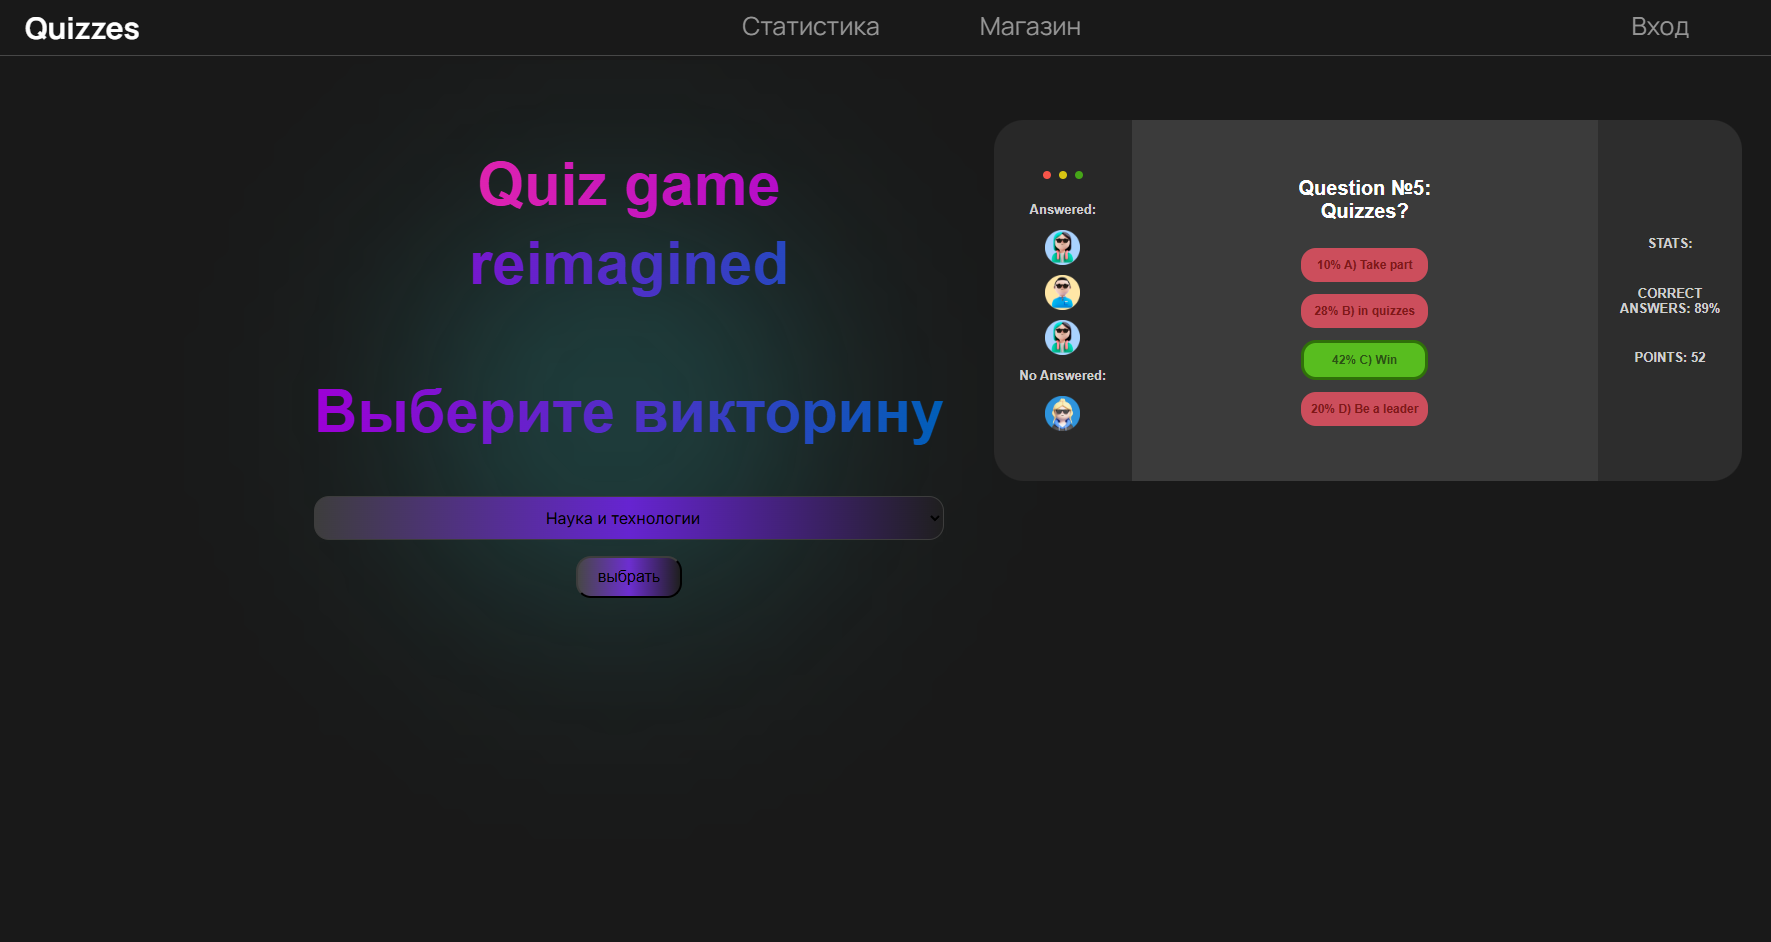 Quizzes
Статистика
Магазин
Вход
Quiz game
reimagined
Выберите викторину
Наука и технологии
выбрать
Answered:
No Answered:
Question №5:
Quizzes?
10% A) Take part
28% B) in quizzes
42% C) Win
20% D) Be a leader
STATS:
CORRECT
ANSWERS: 89%
POINTS: 52